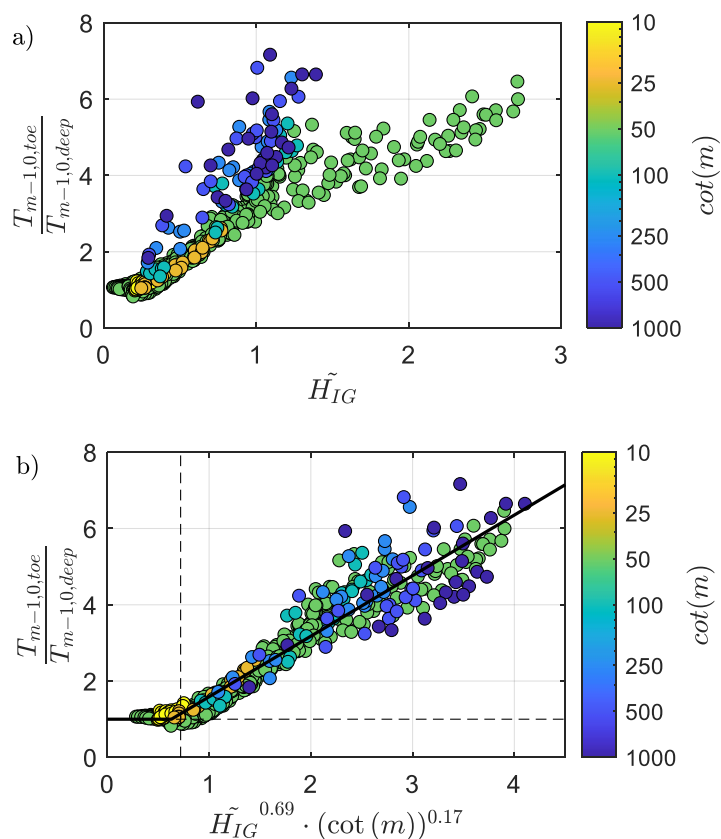 a)
8
6
4
2
0
0 1 2 3
T_{m−1,0,toe}
T_{m−1,0,deep}
H̃_{IG}
10
25
50
100
250
500
1000
cot(m)
b)
8
6
4
2
0
0 1 2 3 4
T_{m−1,0,toe}
T_{m−1,0,deep}
H̃_{IG}^{0.69} · (cot (m))^{0.17}
10
25
50
100
250
500
1000
cot(m)